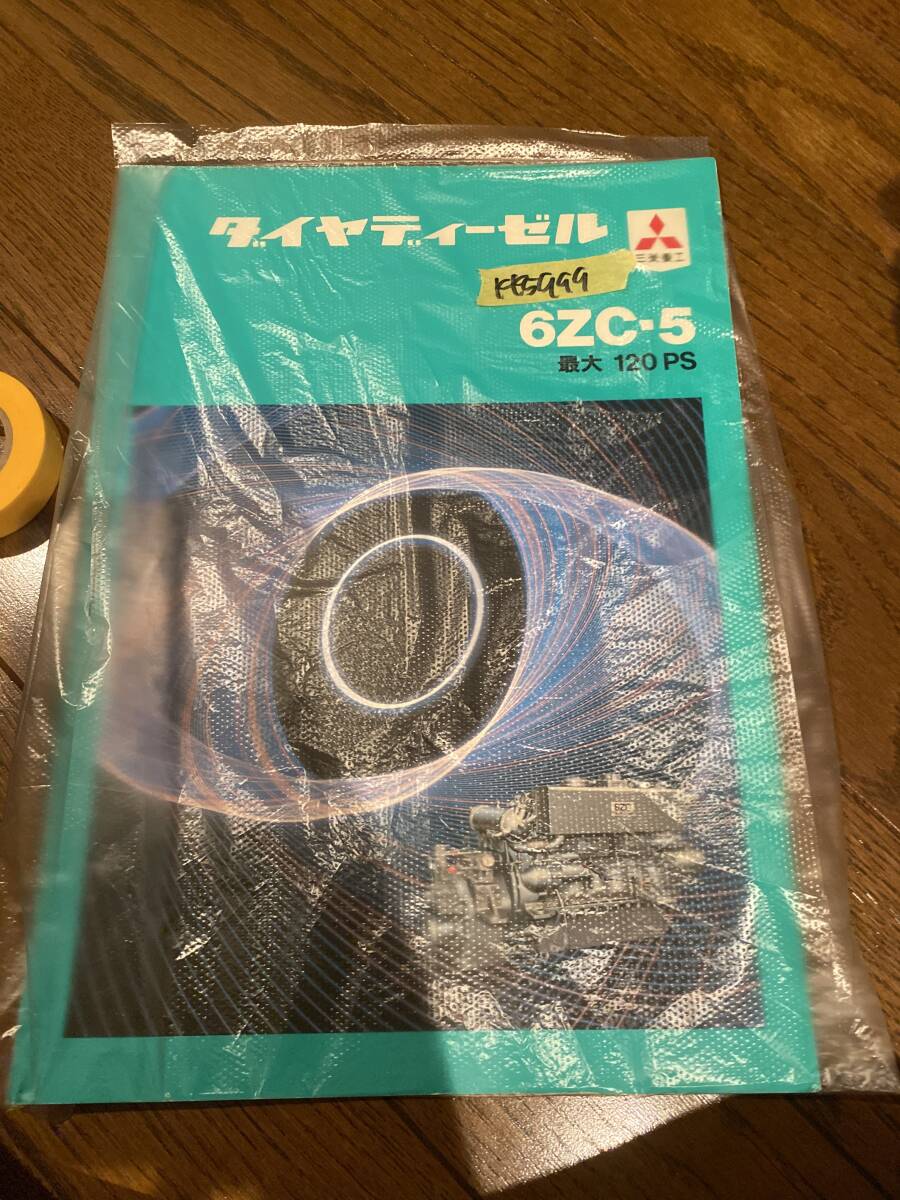 ダイヤディーゼル
三菱重工
KB5999
6ZC-5
最大 120 PS